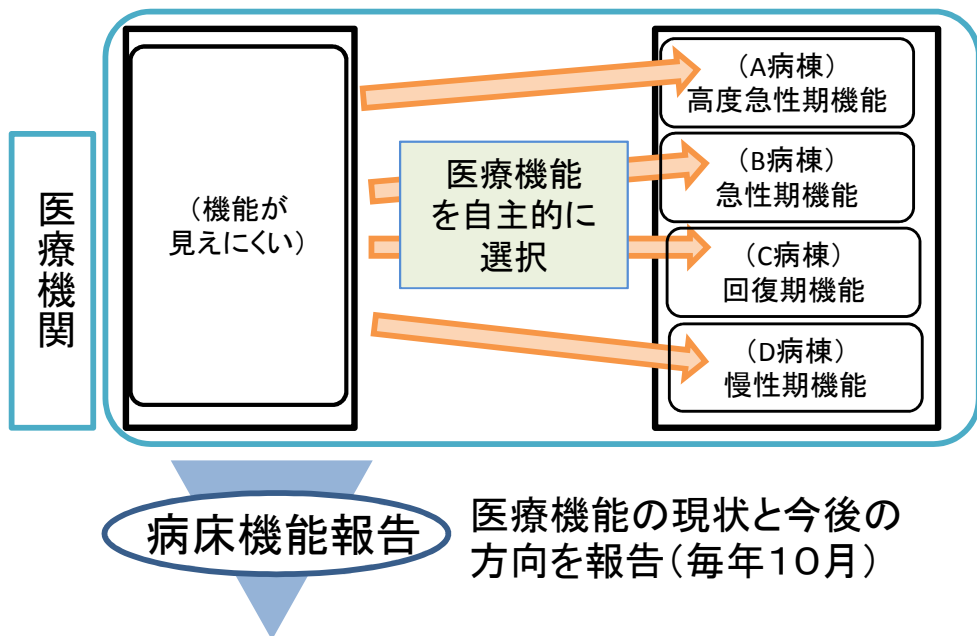 医療機関
（機能が
見えにくい）
医療機能
を自主的に
選択
（A病棟）
高度急性期機能
（B病棟）
急性期機能
（C病棟）
回復期機能
（D病棟）
慢性期機能
病床機能報告
医療機能の現状と今後の
方向を報告（毎年１０月）